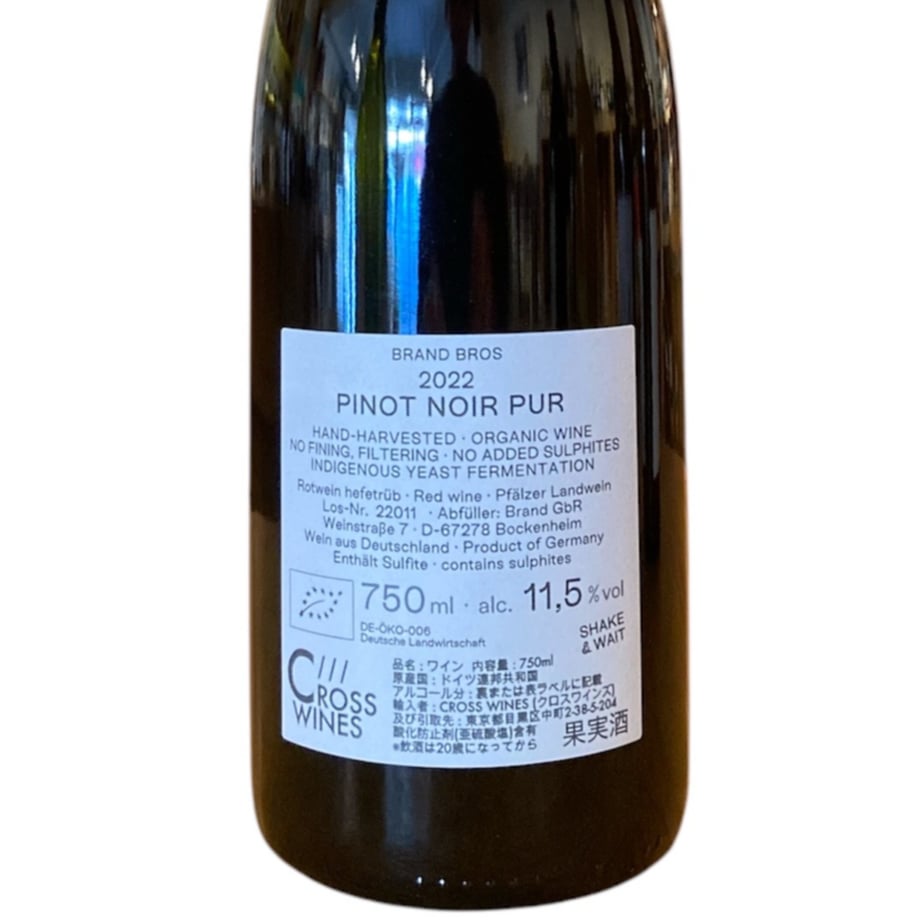 BRAND BROS
2022
PINOT NOIR PUR
HAND-HARVESTED · ORGANIC WINE
NO FINING, FILTERING · NO ADDED SULPHITES
INDIGENOUS YEAST FERMENTATION
Rotwein hefetrüb · Red wine · Pfälzer Landwein
Los-Nr. 22011 · Abfüller: Brand GbR
Weinstraße 7 · D-67278 Bockenheim
Wein aus Deutschland · Product of Germany
Enthält Sulfite · contains sulphites
750 ml · alc. 11,5 % vol
DE-ÖKO-006
Deutsche Landwirtschaft
SHAKE
& WAIT
C///
CROSS
WINES
品名：ワイン 内容量：750ml
原産国：ドイツ連邦共和国
アルコール分：裏または表ラベルに記載
輸入者：CROSS WINES (クロスワインズ)
及び引取先：東京都目黒区中町2-38-5-204
酸化防止剤(亜硫酸塩)含有
※飲酒は20歳になってから
果実酒